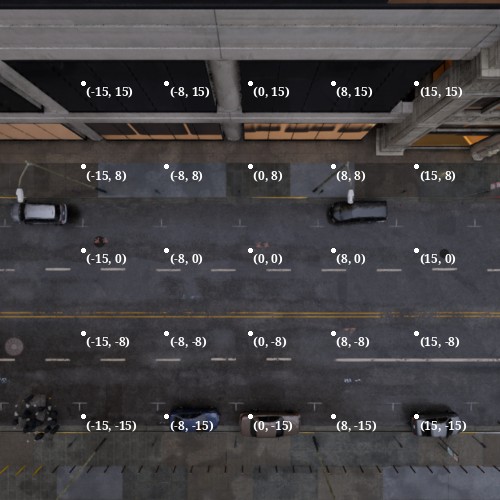 (-15, 15) (-8, 15) (0, 15) (8, 15) (15, 15)
(-15, 8) (-8, 8) (0, 8) (8, 8) (15, 8)
(-15, 0) (-8, 0) (0, 0) (8, 0) (15, 0)
(-15, -8) (-8, -8) (0, -8) (8, -8) (15, -8)
(-15, -15) (-8, -15) (0, -15) (8, -15) (15, -15)